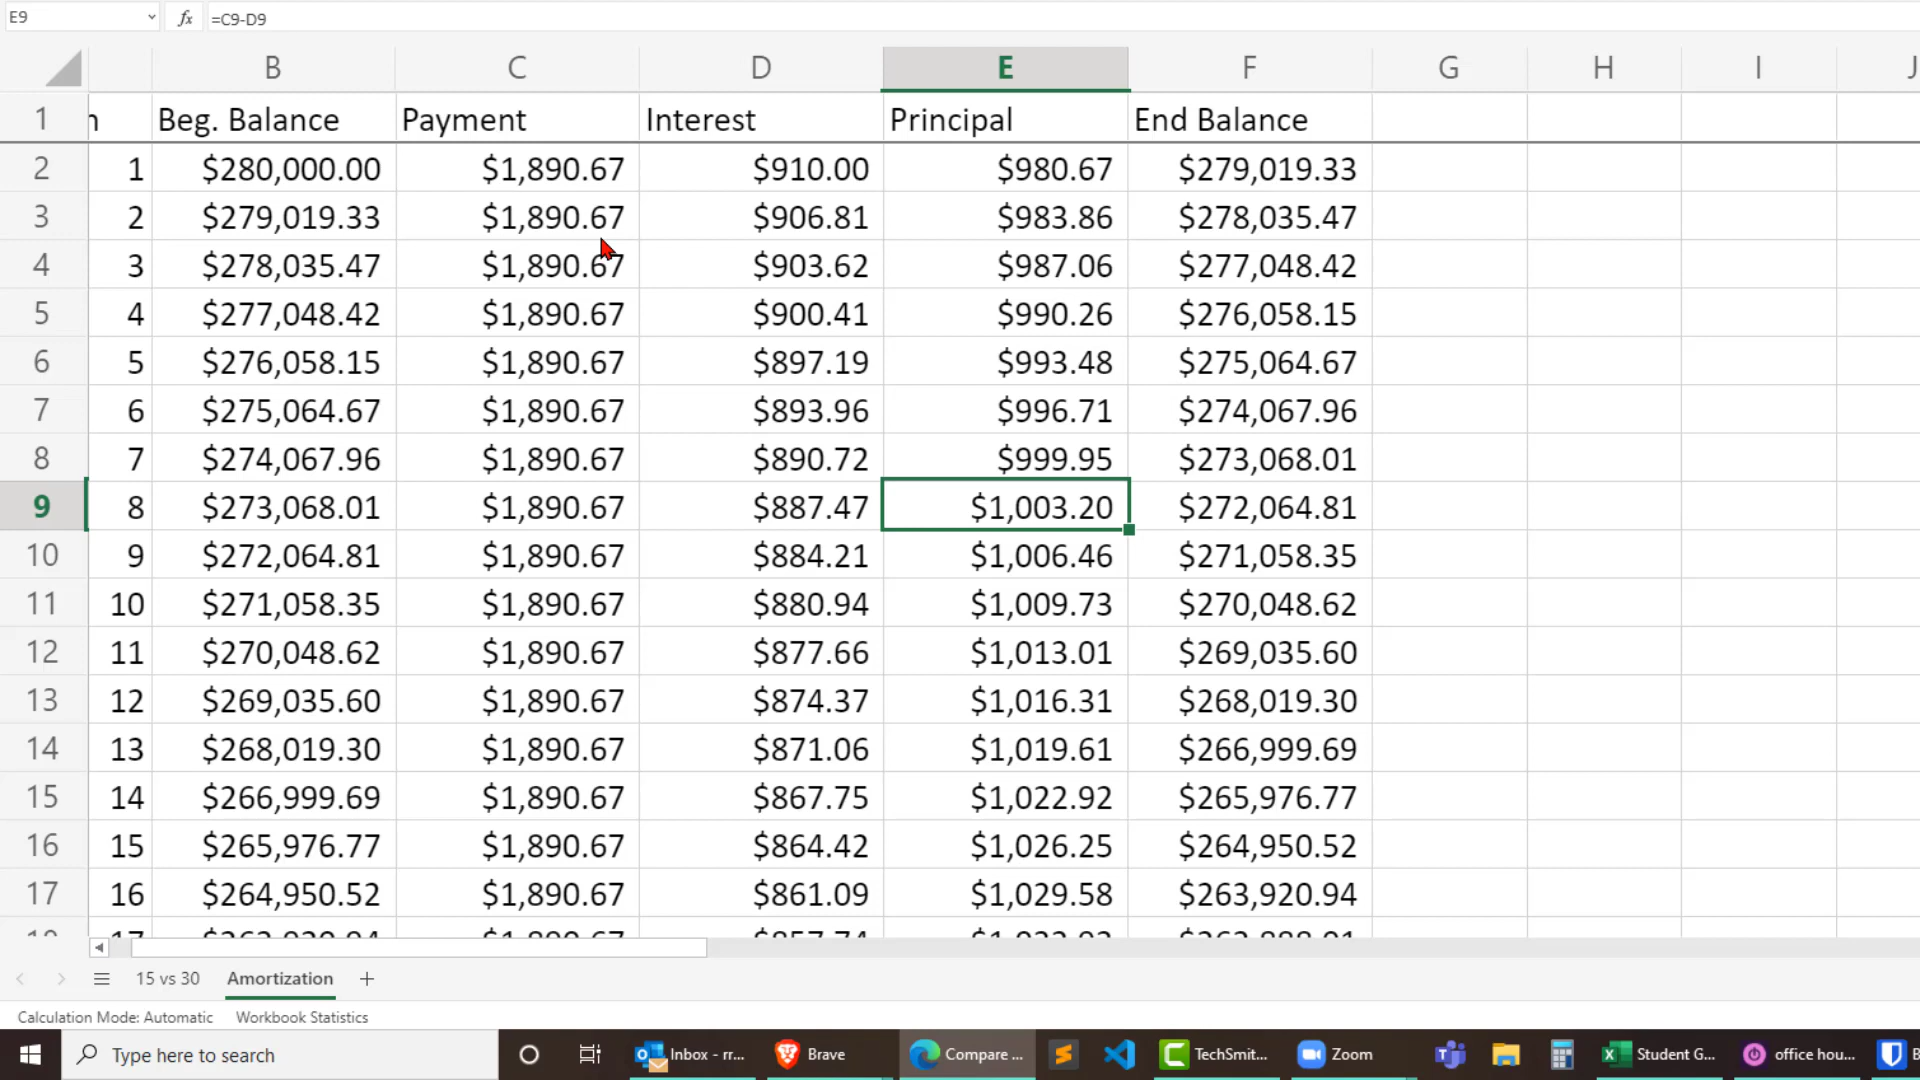 E9 fx =C9-D9
B C D E F G H I J
1 n Beg. Balance Payment Interest Principal End Balance
2 1 $280,000.00 $1,890.67 $910.00 $980.67 $279,019.33
3 2 $279,019.33 $1,890.67 $906.81 $983.86 $278,035.47
4 3 $278,035.47 $1,890.67 $903.62 $987.06 $277,048.42
5 4 $277,048.42 $1,890.67 $900.41 $990.26 $276,058.15
6 5 $276,058.15 $1,890.67 $897.19 $993.48 $275,064.67
7 6 $275,064.67 $1,890.67 $893.96 $996.71 $274,067.96
8 7 $274,067.96 $1,890.67 $890.72 $999.95 $273,068.01
9 8 $273,068.01 $1,890.67 $887.47 $1,003.20 $272,064.81
10 9 $272,064.81 $1,890.67 $884.21 $1,006.46 $271,058.35
11 10 $271,058.35 $1,890.67 $880.94 $1,009.73 $270,048.62
12 11 $270,048.62 $1,890.67 $877.66 $1,013.01 $269,035.60
13 12 $269,035.60 $1,890.67 $874.37 $1,016.31 $268,019.30
14 13 $268,019.30 $1,890.67 $871.06 $1,019.61 $266,999.69
15 14 $266,999.69 $1,890.67 $867.75 $1,022.92 $265,976.77
16 15 $265,976.77 $1,890.67 $864.42 $1,026.25 $264,950.52
17 16 $264,950.52 $1,890.67 $861.09 $1,029.58 $263,920.94
15 vs 30 Amortization
Calculation Mode: Automatic Workbook Statistics
Type here to search Inbox - rr... Brave Compare ... TechSmit... Zoom Student G... office hou...